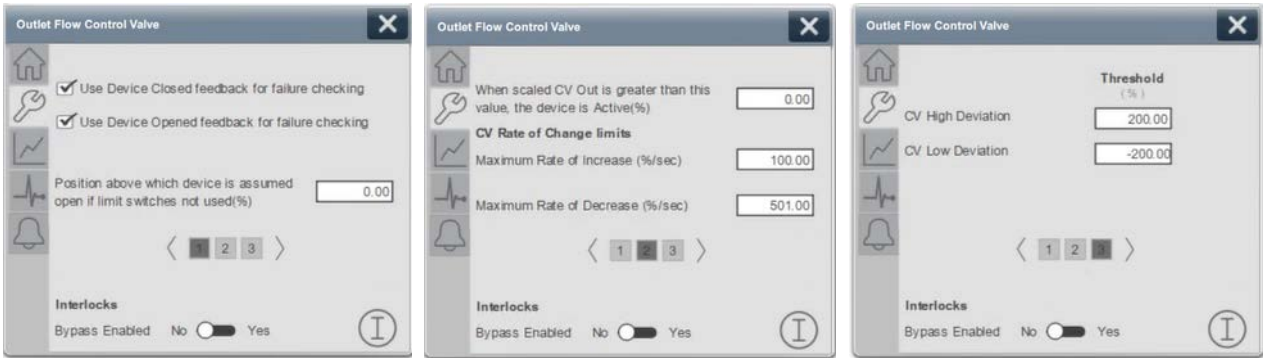 Outlet Flow Control Valve
Use Device Closed feedback for failure checking
Use Device Opened feedback for failure checking
Position above which device is assumed
open if limit switches not used(%)
0.00
1 2 3
Interlocks
Bypass Enabled No Yes
Outlet Flow Control Valve
When scaled CV Out is greater than this
value, the device is Active(%)
0.00
CV Rate of Change limits
Maximum Rate of Increase (%/sec) 100.00
Maximum Rate of Decrease (%/sec) 501.00
1 2 3
Interlocks
Bypass Enabled No Yes
Outlet Flow Control Valve
Threshold
(%)
CV High Deviation 200.00
CV Low Deviation -200.00
1 2 3
Interlocks
Bypass Enabled No Yes